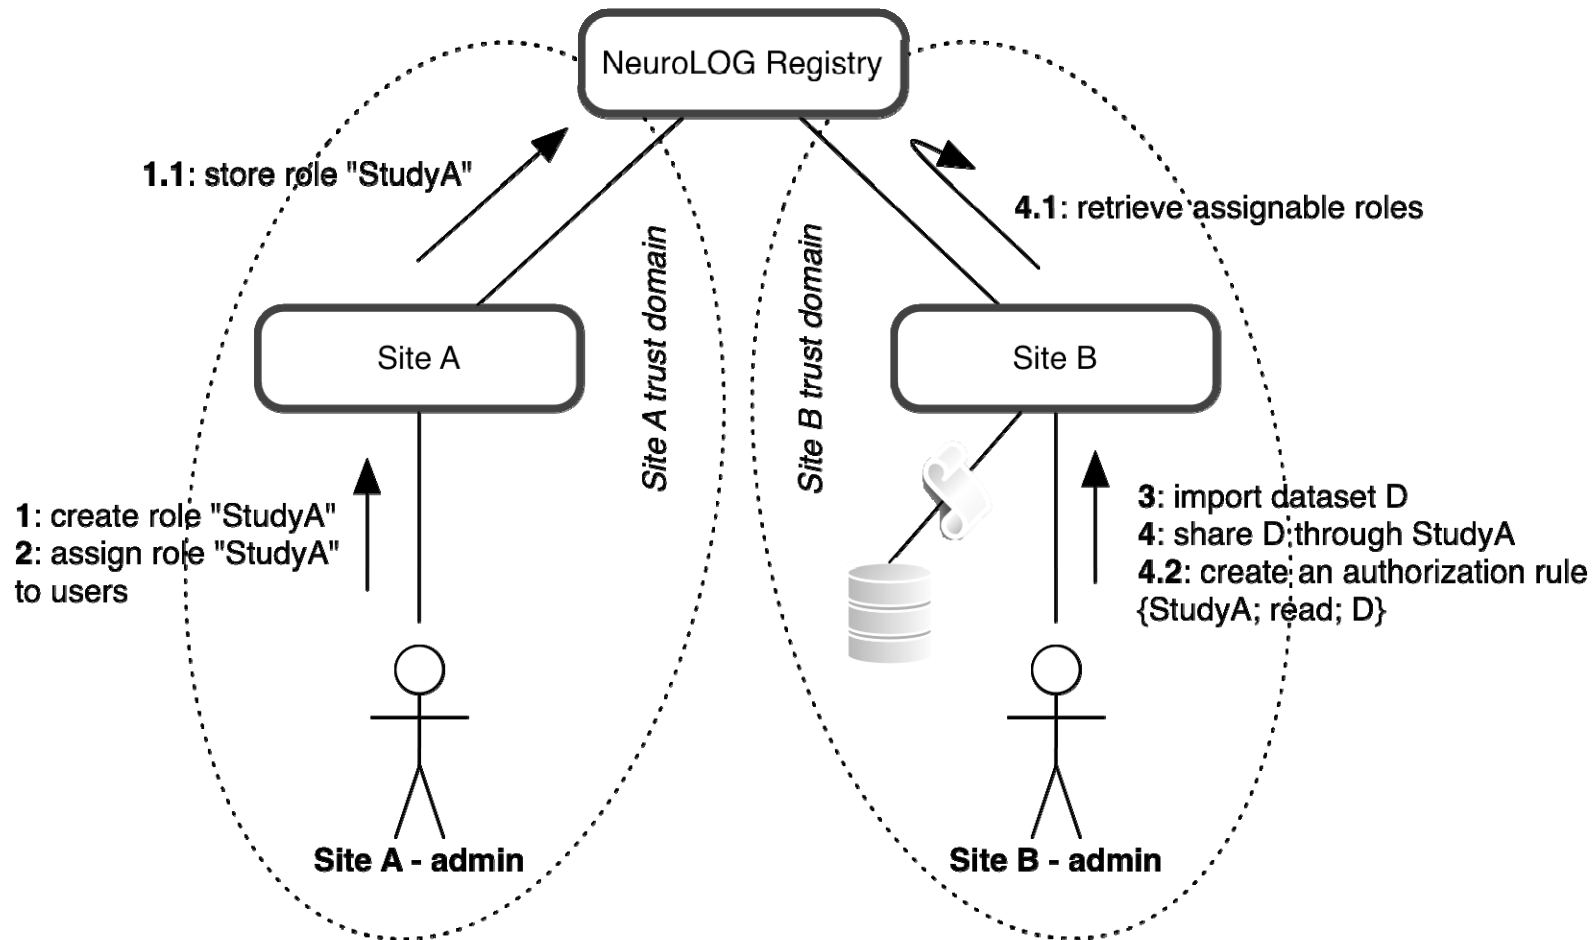 NeuroLOG Registry
1.1: store role "StudyA"
4.1: retrieve assignable roles
Site A trust domain
Site B trust domain
Site A
Site B
1: create role "StudyA"
2: assign role "StudyA"
to users
3: import dataset D
4: share D through StudyA
4.2: create an authorization rule
{StudyA; read; D}
Site A - admin
Site B - admin